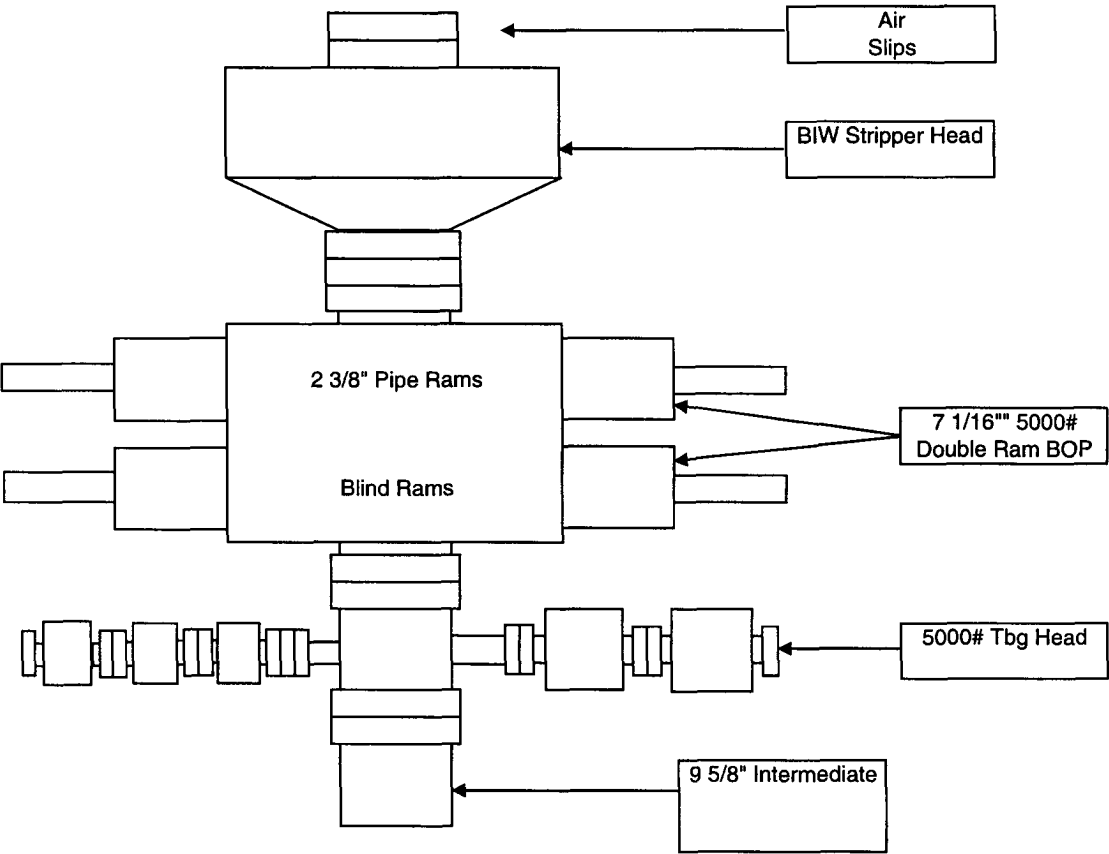 Air
Slips
BIW Stripper Head
2 3/8" Pipe Rams
7 1/16"" 5000#
Double Ram BOP
Blind Rams
5000# Tbg Head
9 5/8" Intermediate